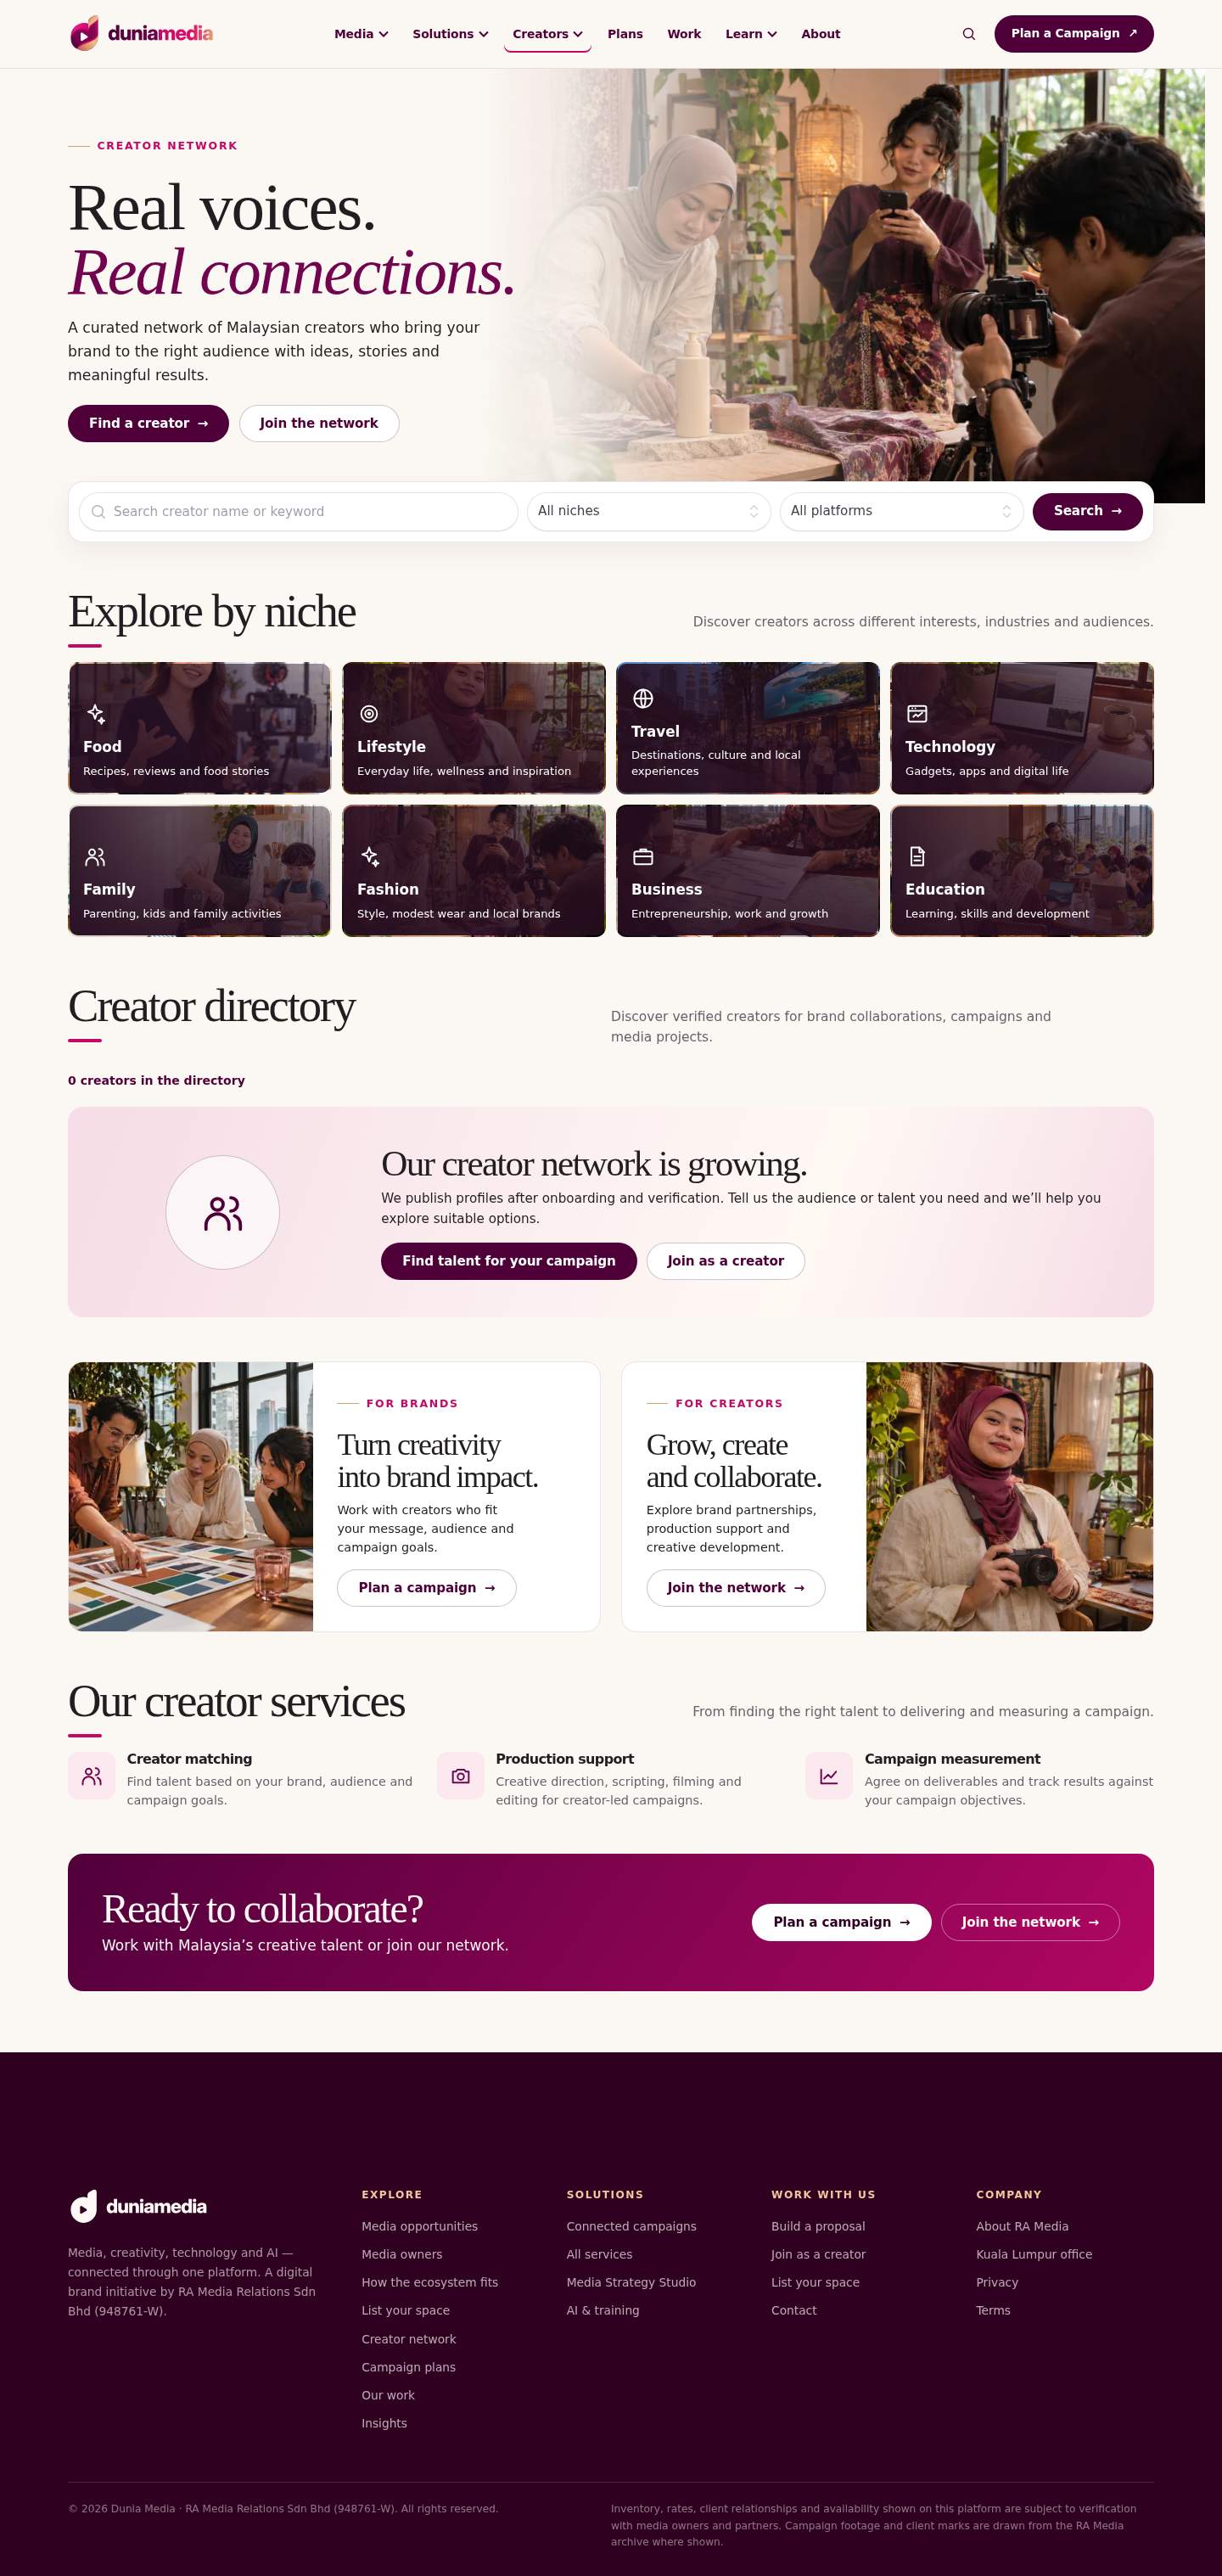 duniamedia
Media
Solutions
Creators
Plans
Work
Learn
About
Plan a Campaign ↗
CREATOR NETWORK
Real voices.
Real connections.
A curated network of Malaysian creators who bring your
brand to the right audience with ideas, stories and
meaningful results.
Find a creator →
Join the network
Search creator name or keyword
All niches
All platforms
Search →
Explore by niche
Discover creators across different interests, industries and audiences.
Food
Recipes, reviews and food stories
Lifestyle
Everyday life, wellness and inspiration
Travel
Destinations, culture and local
experiences
Technology
Gadgets, apps and digital life
Family
Parenting, kids and family activities
Fashion
Style, modest wear and local brands
Business
Entrepreneurship, work and growth
Education
Learning, skills and development
Creator directory
Discover verified creators for brand collaborations, campaigns and
media projects.
0 creators in the directory
Our creator network is growing.
We publish profiles after onboarding and verification. Tell us the audience or talent you need and we’ll help you
explore suitable options.
Find talent for your campaign
Join as a creator
FOR BRANDS
Turn creativity
into brand impact.
Work with creators who fit
your message, audience and
campaign goals.
Plan a campaign →
FOR CREATORS
Grow, create
and collaborate.
Explore brand partnerships,
production support and
creative development.
Join the network →
Our creator services
From finding the right talent to delivering and measuring a campaign.
Creator matching
Find talent based on your brand, audience and
campaign goals.
Production support
Creative direction, scripting, filming and
editing for creator-led campaigns.
Campaign measurement
Agree on deliverables and track results against
your campaign objectives.
Ready to collaborate?
Work with Malaysia’s creative talent or join our network.
Plan a campaign →
Join the network →
duniamedia
Media, creativity, technology and AI —
connected through one platform. A digital
brand initiative by RA Media Relations Sdn
Bhd (948761-W).
EXPLORE
Media opportunities
Media owners
How the ecosystem fits
List your space
Creator network
Campaign plans
Our work
Insights
SOLUTIONS
Connected campaigns
All services
Media Strategy Studio
AI & training
WORK WITH US
Build a proposal
Join as a creator
List your space
Contact
COMPANY
About RA Media
Kuala Lumpur office
Privacy
Terms
© 2026 Dunia Media · RA Media Relations Sdn Bhd (948761-W). All rights reserved.
Inventory, rates, client relationships and availability shown on this platform are subject to verification
with media owners and partners. Campaign footage and client marks are drawn from the RA Media
archive where shown.